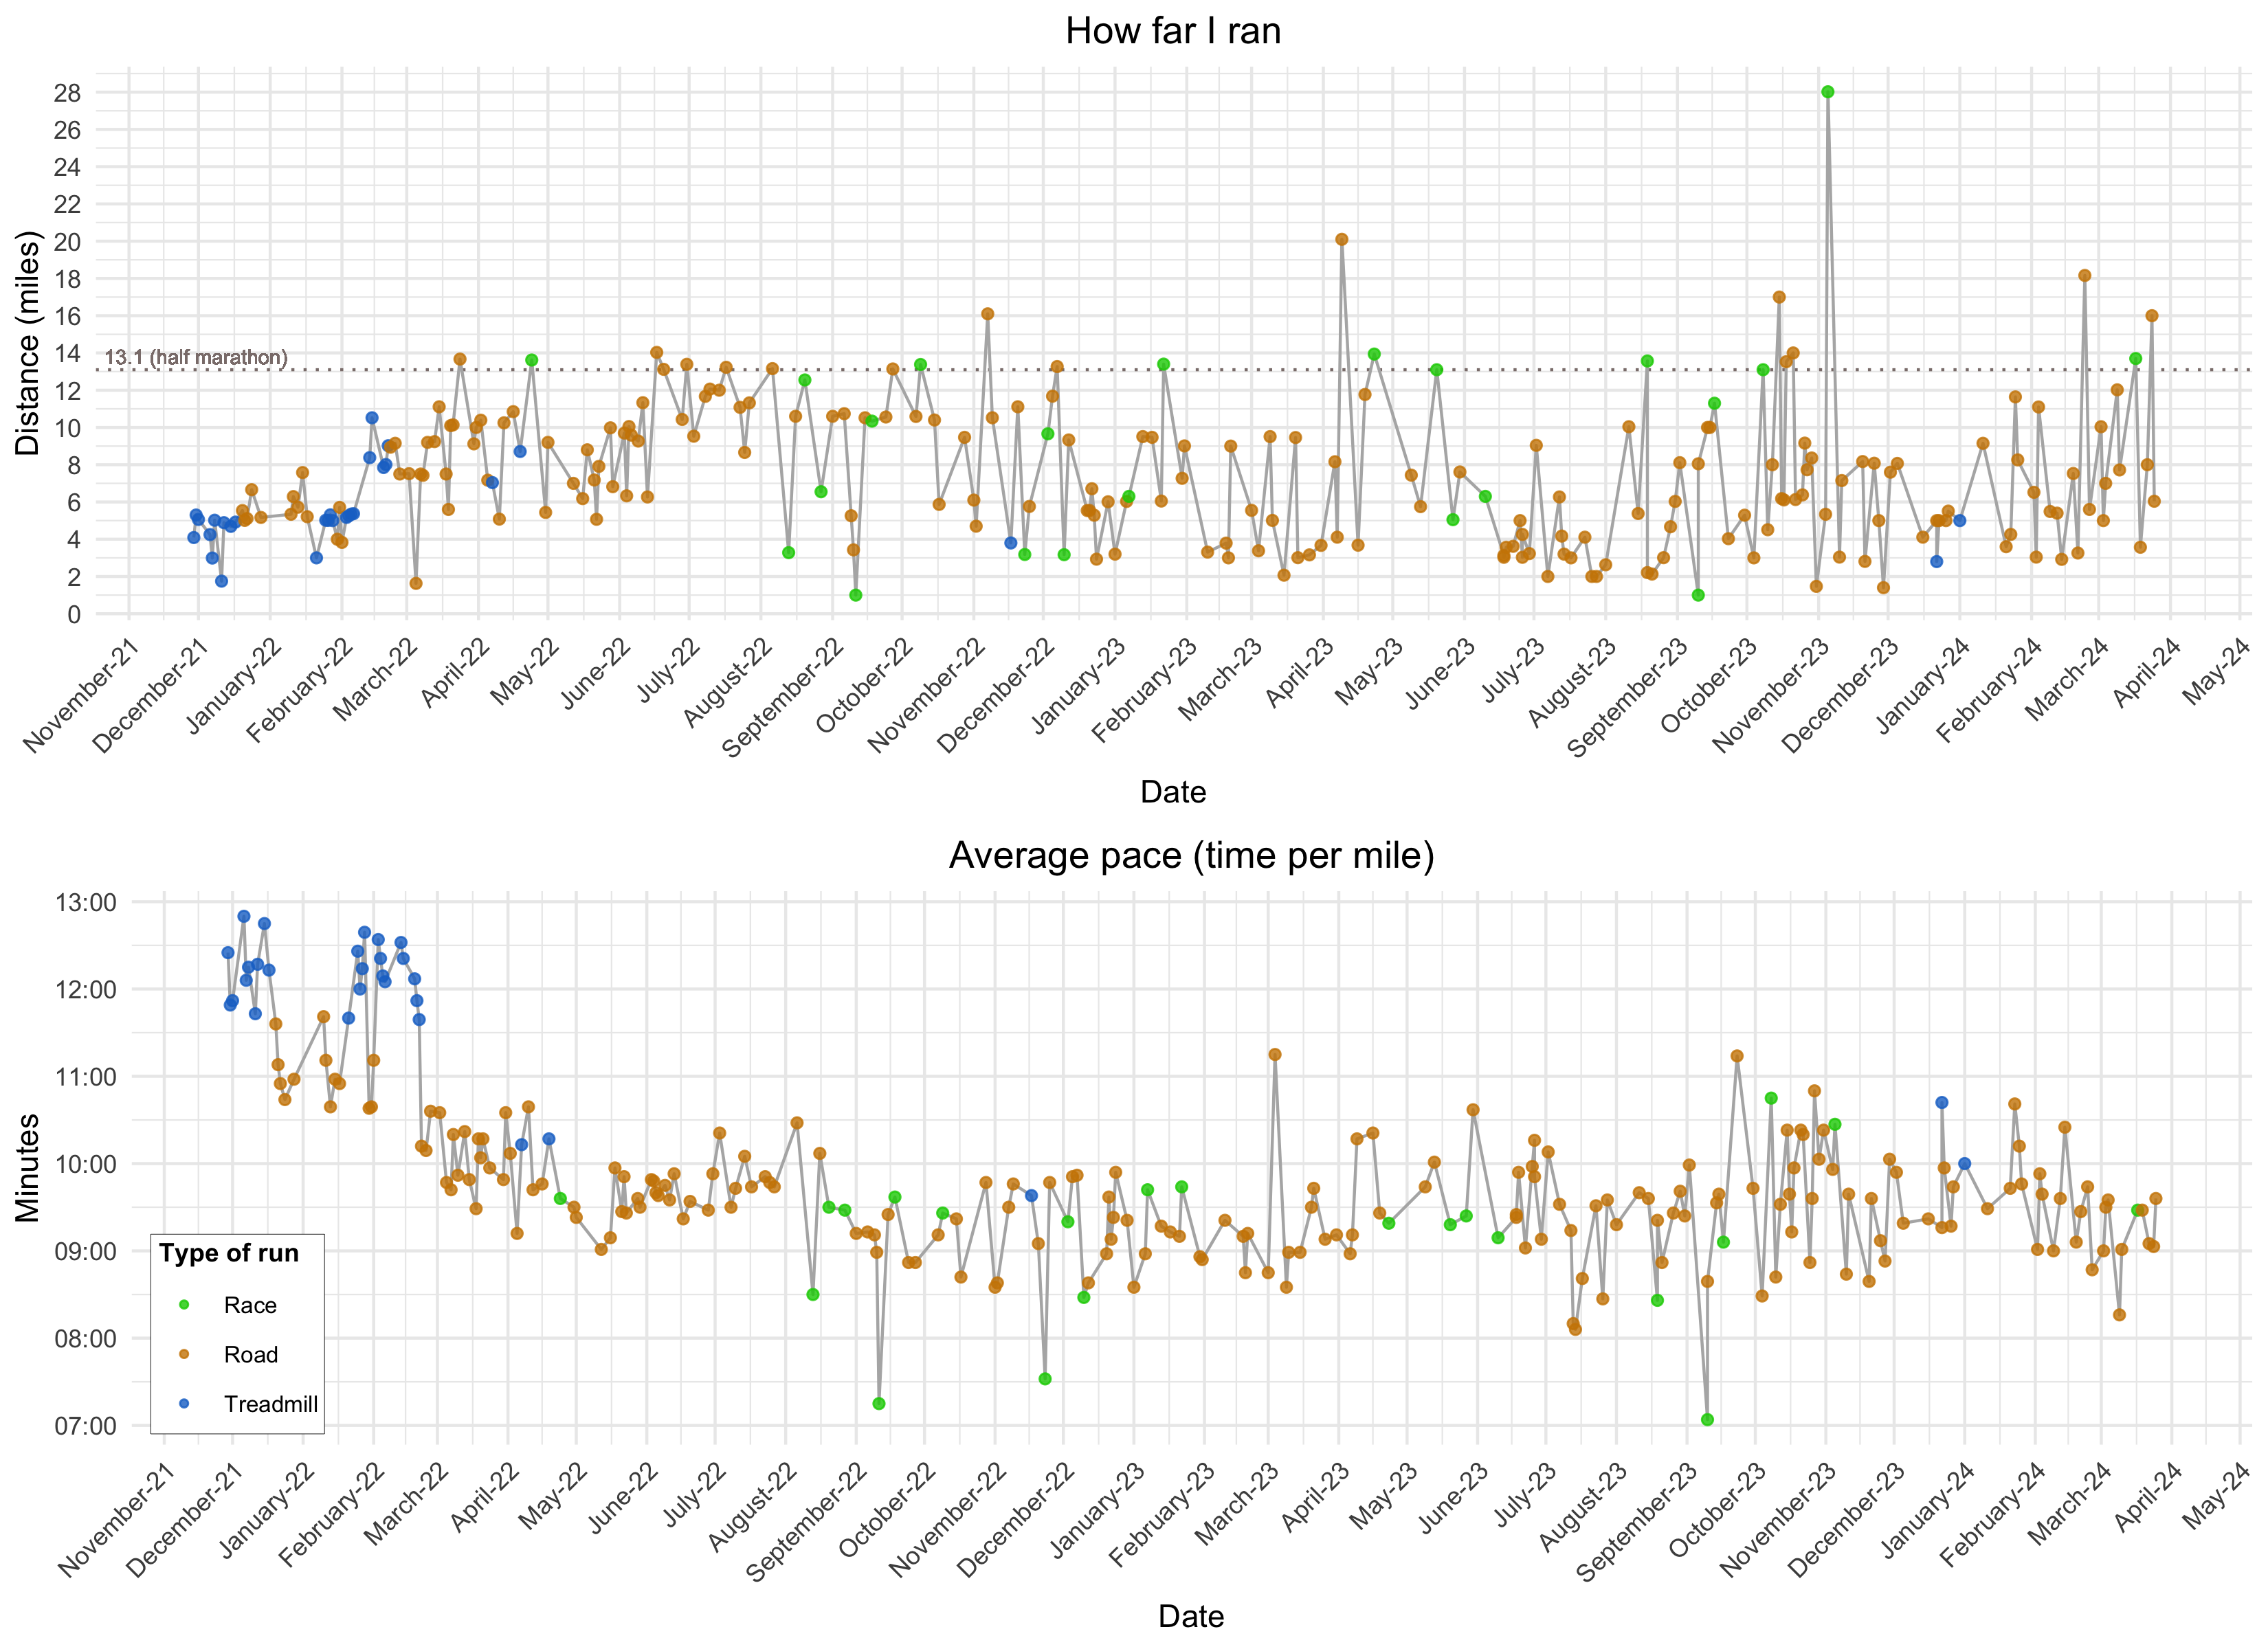 How far I ran
Distance (miles)
28
26
24
22
20
18
16
14
12
10
8
6
4
2
0
13.1 (half marathon)
November-21
December-21
January-22
February-22
March-22
April-22
May-22
June-22
July-22
August-22
September-22
October-22
November-22
December-22
January-23
February-23
March-23
April-23
May-23
June-23
July-23
August-23
September-23
October-23
November-23
December-23
January-24
February-24
March-24
April-24
May-24
Date
Average pace (time per mile)
Minutes
13:00
12:00
11:00
10:00
09:00
08:00
07:00
Type of run
Race
Road
Treadmill
November-21
December-21
January-22
February-22
March-22
April-22
May-22
June-22
July-22
August-22
September-22
October-22
November-22
December-22
January-23
February-23
March-23
April-23
May-23
June-23
July-23
August-23
September-23
October-23
November-23
December-23
January-24
February-24
March-24
April-24
May-24
Date